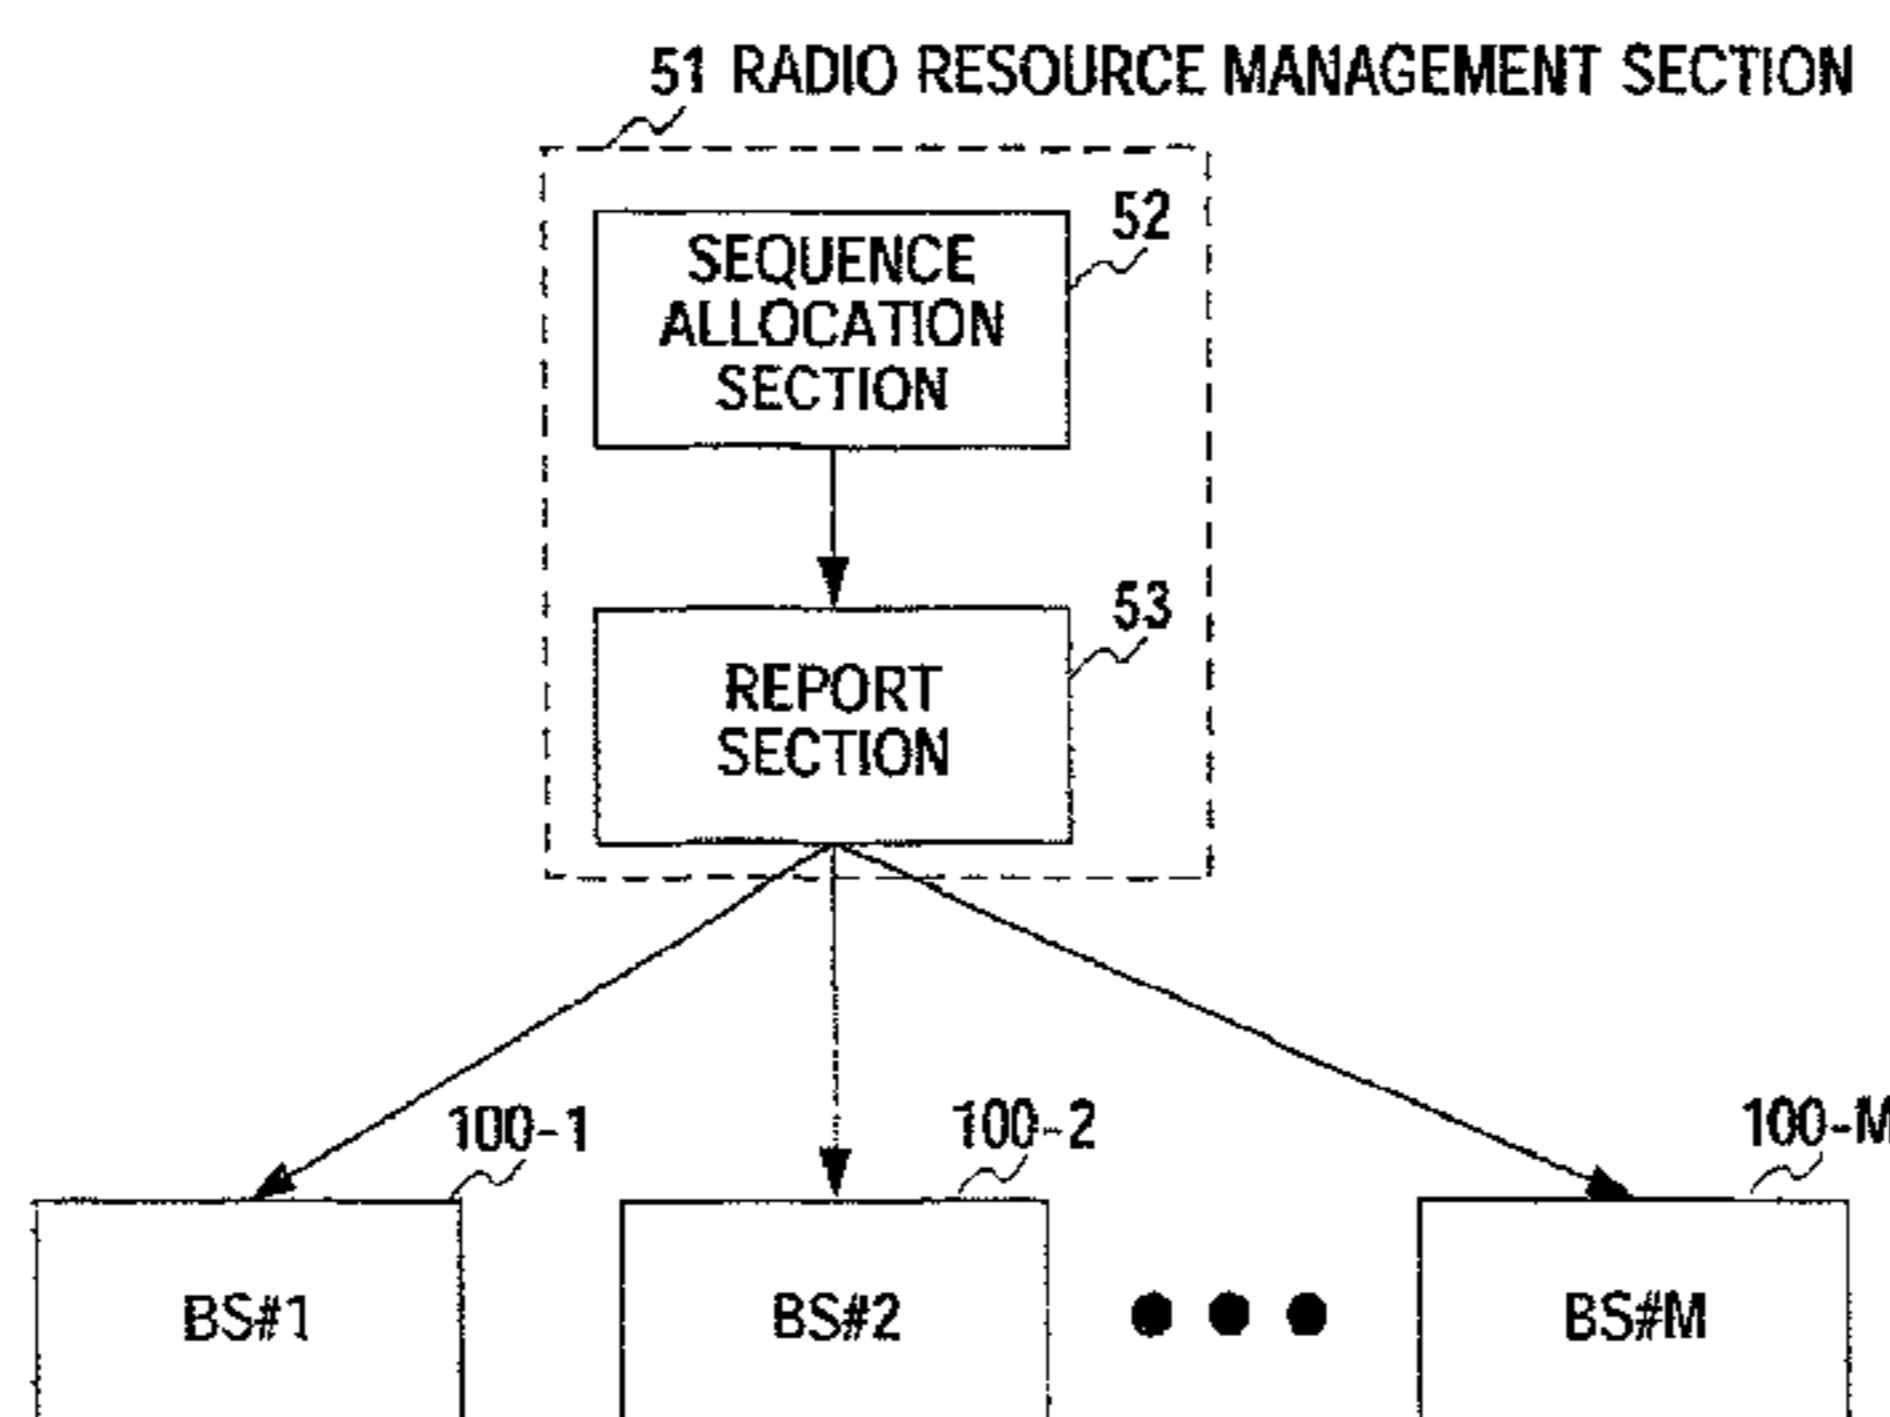 51 RADIO RESOURCE MANAGEMENT SECTION
52
SEQUENCE
ALLOCATION
SECTION
53
REPORT
SECTION
100-1
100-2
100-M
BS#1
BS#2
BS#M